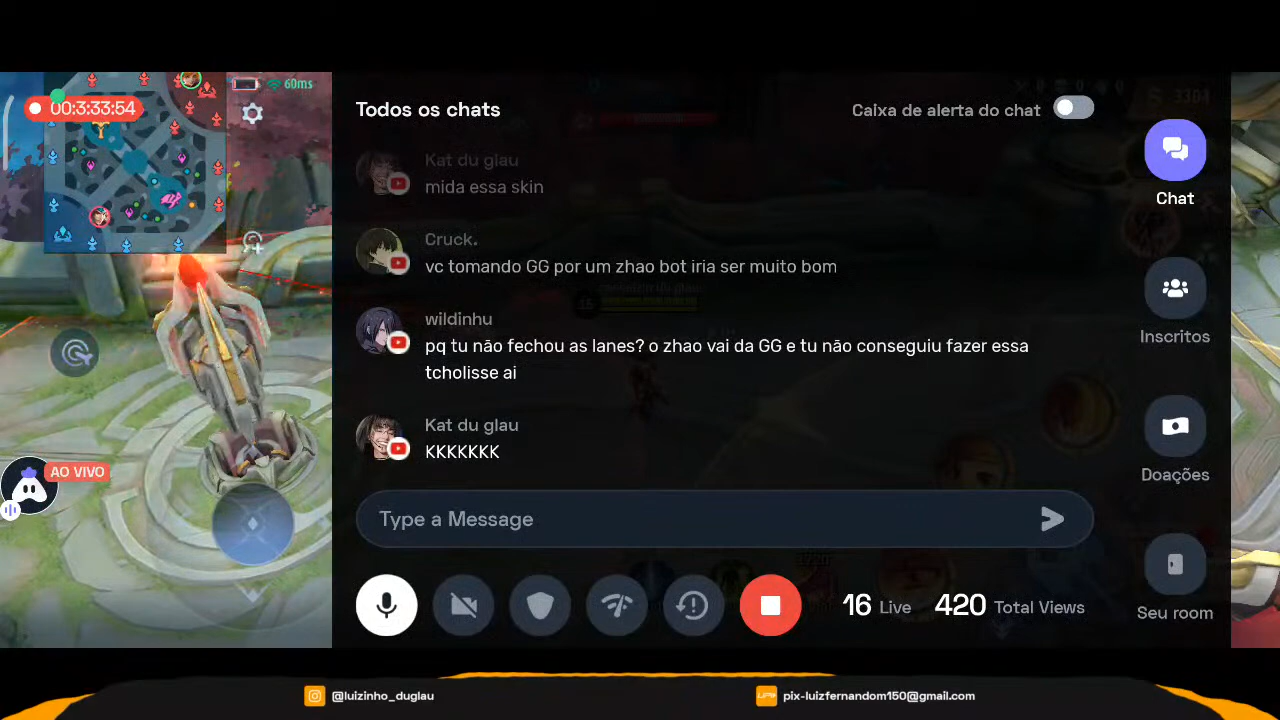 00:3:33:54
60ms
Todos os chats
Caixa de alerta do chat
3304
Kat du glau
mida essa skin
Chat
Cruck.
vc tomando GG por um zhao bot iria ser muito bom
wildinhu
pq tu não fechou as lanes? o zhao vai da GG e tu não conseguiu fazer essa
tcholisse ai
Inscritos
Kat du glau
KKKKKKK
Doações
AO VIVO
Type a Message
16 Live 420 Total Views
Seu room
@luizinho_duglau
pix-luizfernandom150@gmail.com